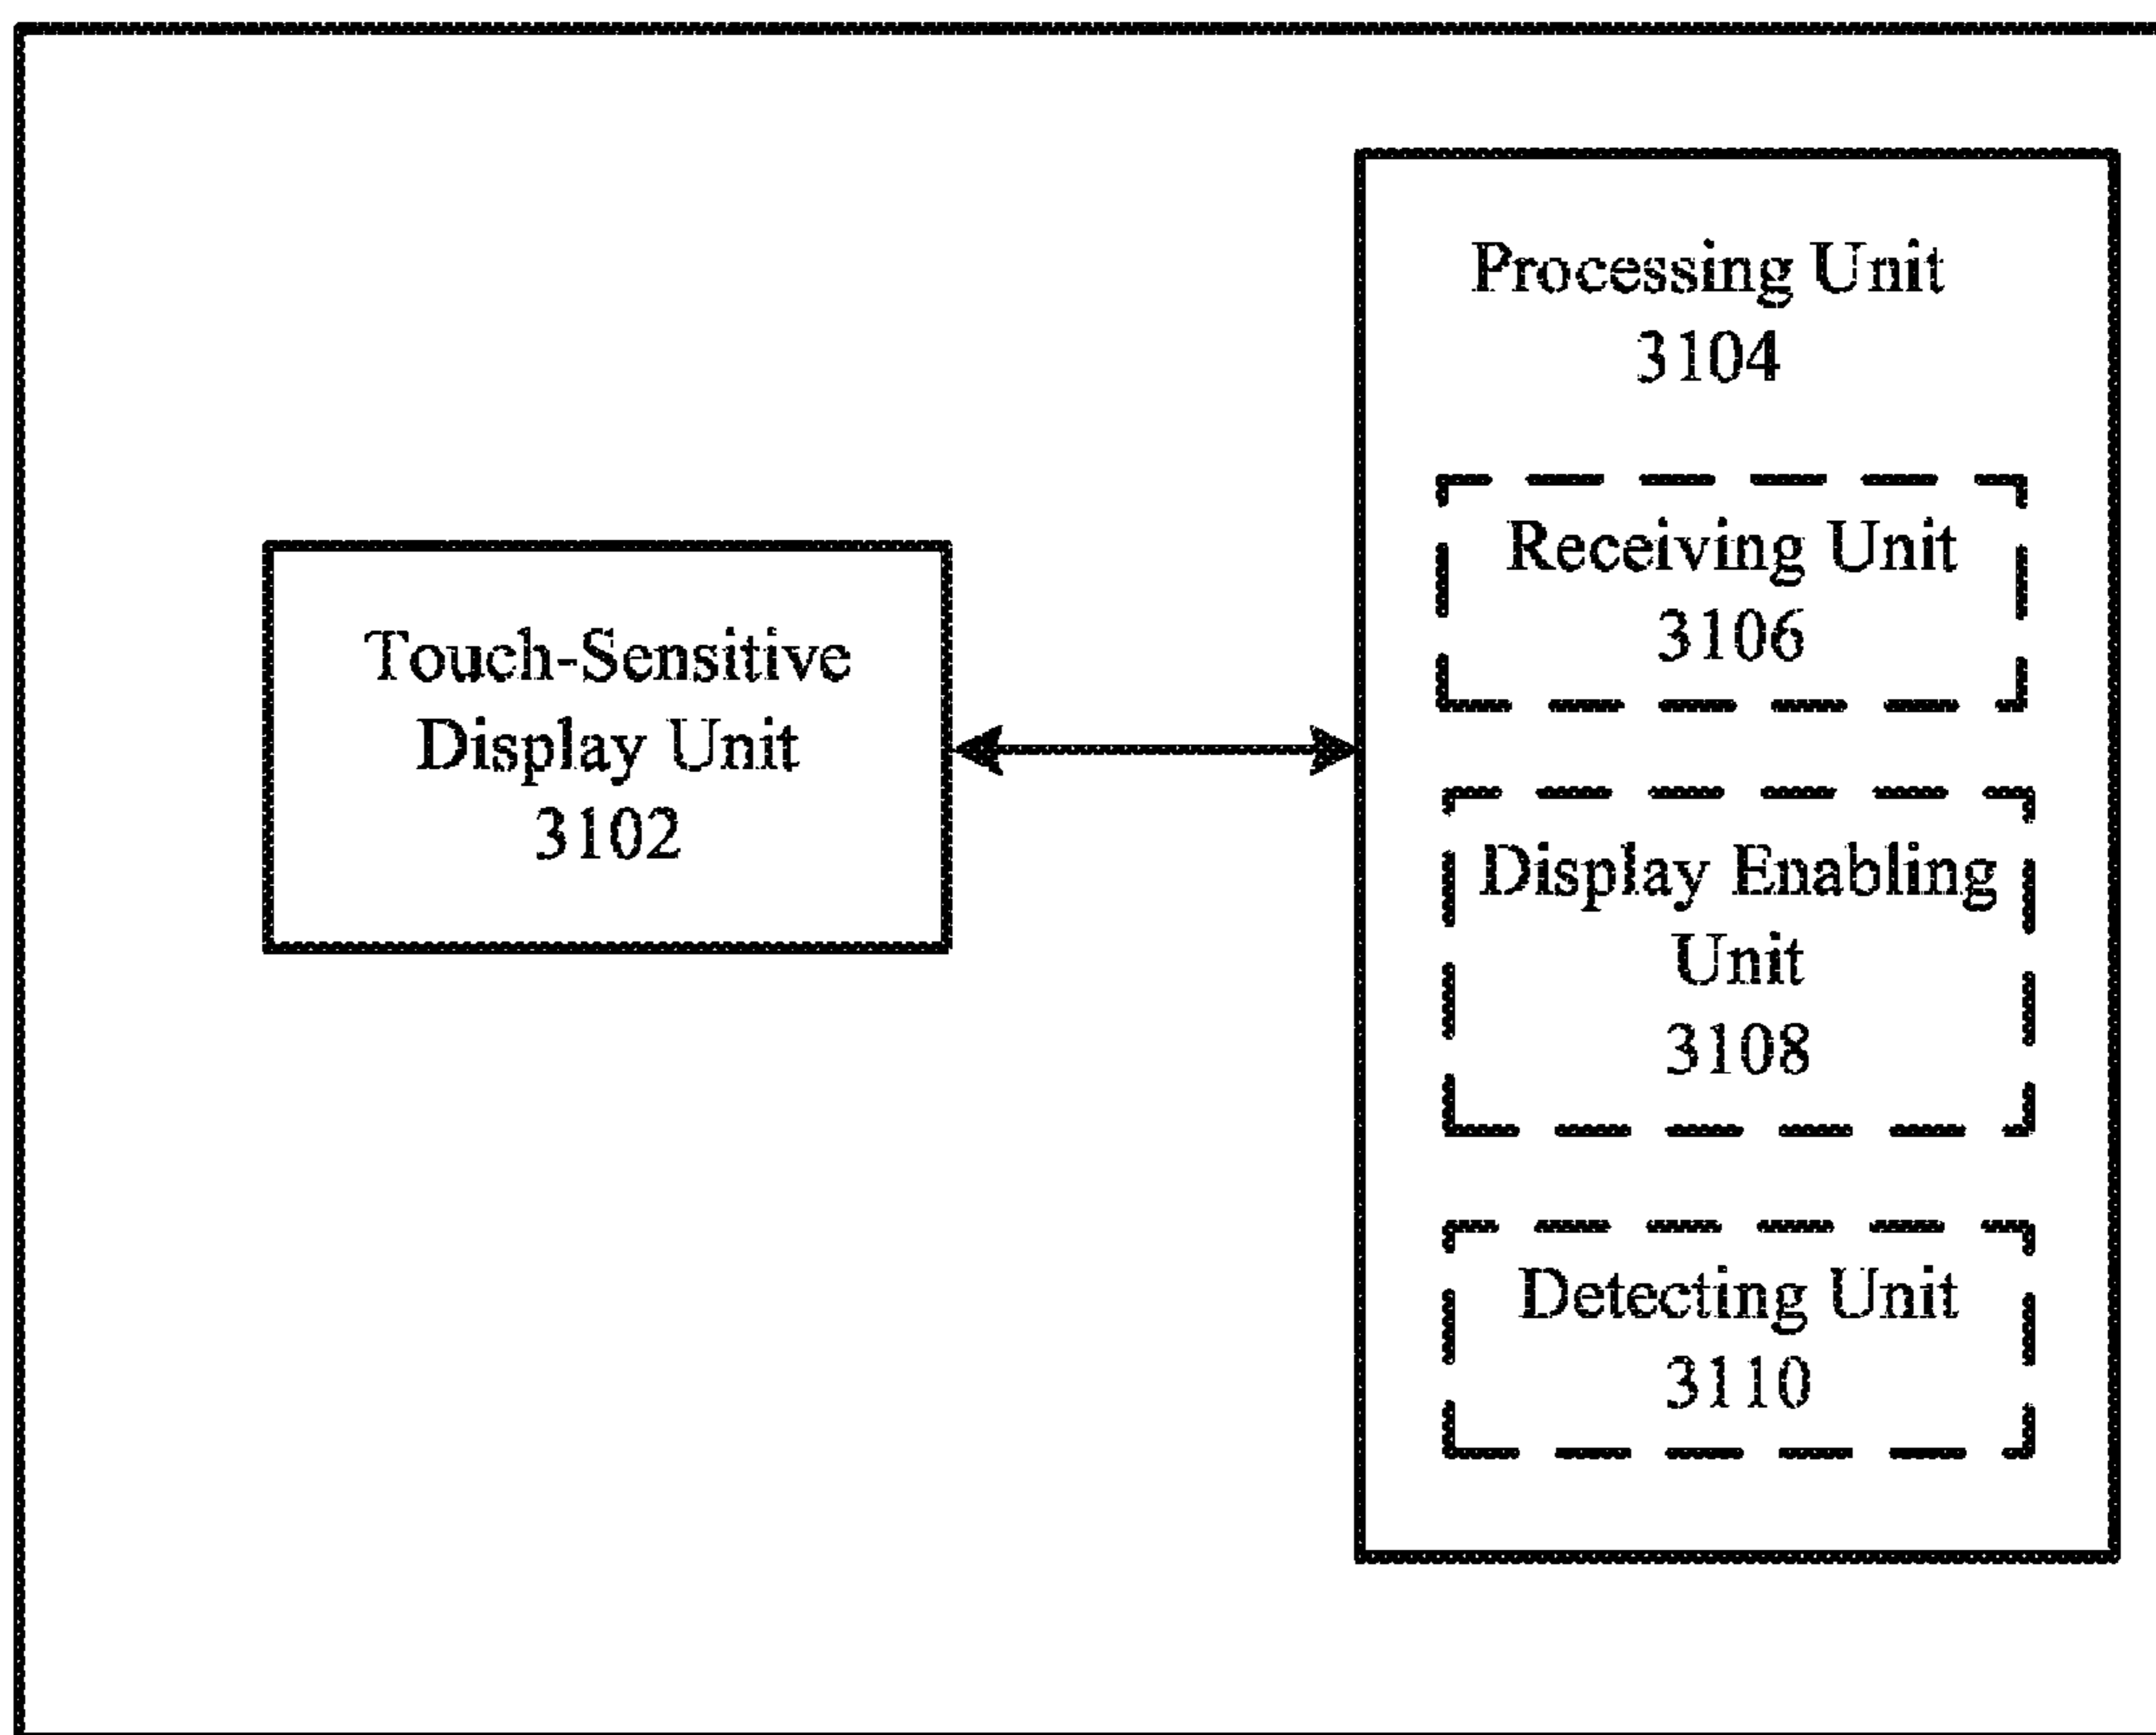 Touch-Sensitive
Display Unit
3102
Processing Unit
3104
Receiving Unit
3106
Display Enabling
Unit
3108
Detecting Unit
3110